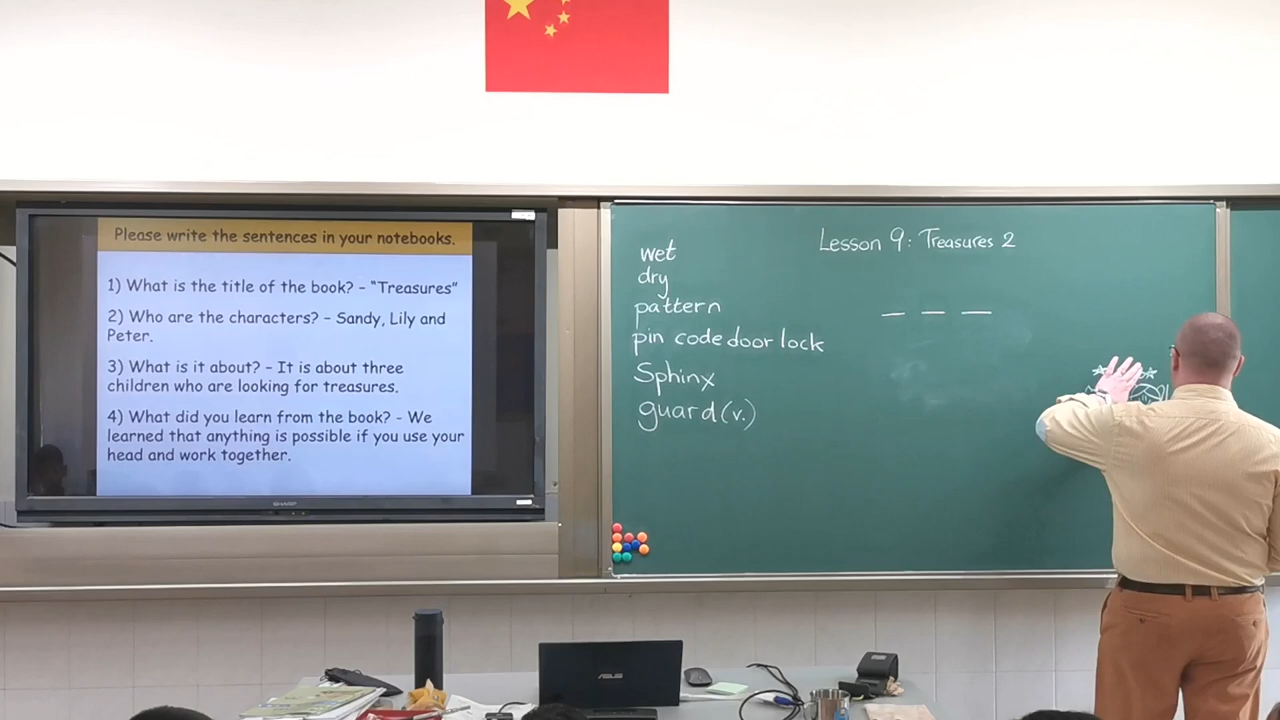 Please write the sentences in your notebooks.
1) What is the title of the book? – "Treasures"
2) Who are the characters? – Sandy, Lily and
Peter.
3) What is it about? – It is about three
children who are looking for treasures.
4) What did you learn from the book? - We
learned that anything is possible if you use your
head and work together.
SHARP
Lesson 9: Treasures 2
wet
dry
pattern
pin code door lock
Sphinx
guard (v.)
ASUS